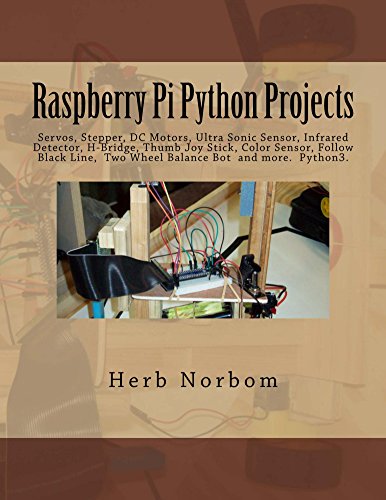 Raspberry Pi Python Projects
Servos, Stepper, DC Motors, Ultra Sonic Sensor, Infrared
Detector, H-Bridge, Thumb Joy Stick, Color Sensor, Follow
Black Line, Two Wheel Balance Bot and more. Python3.
Herb Norbom